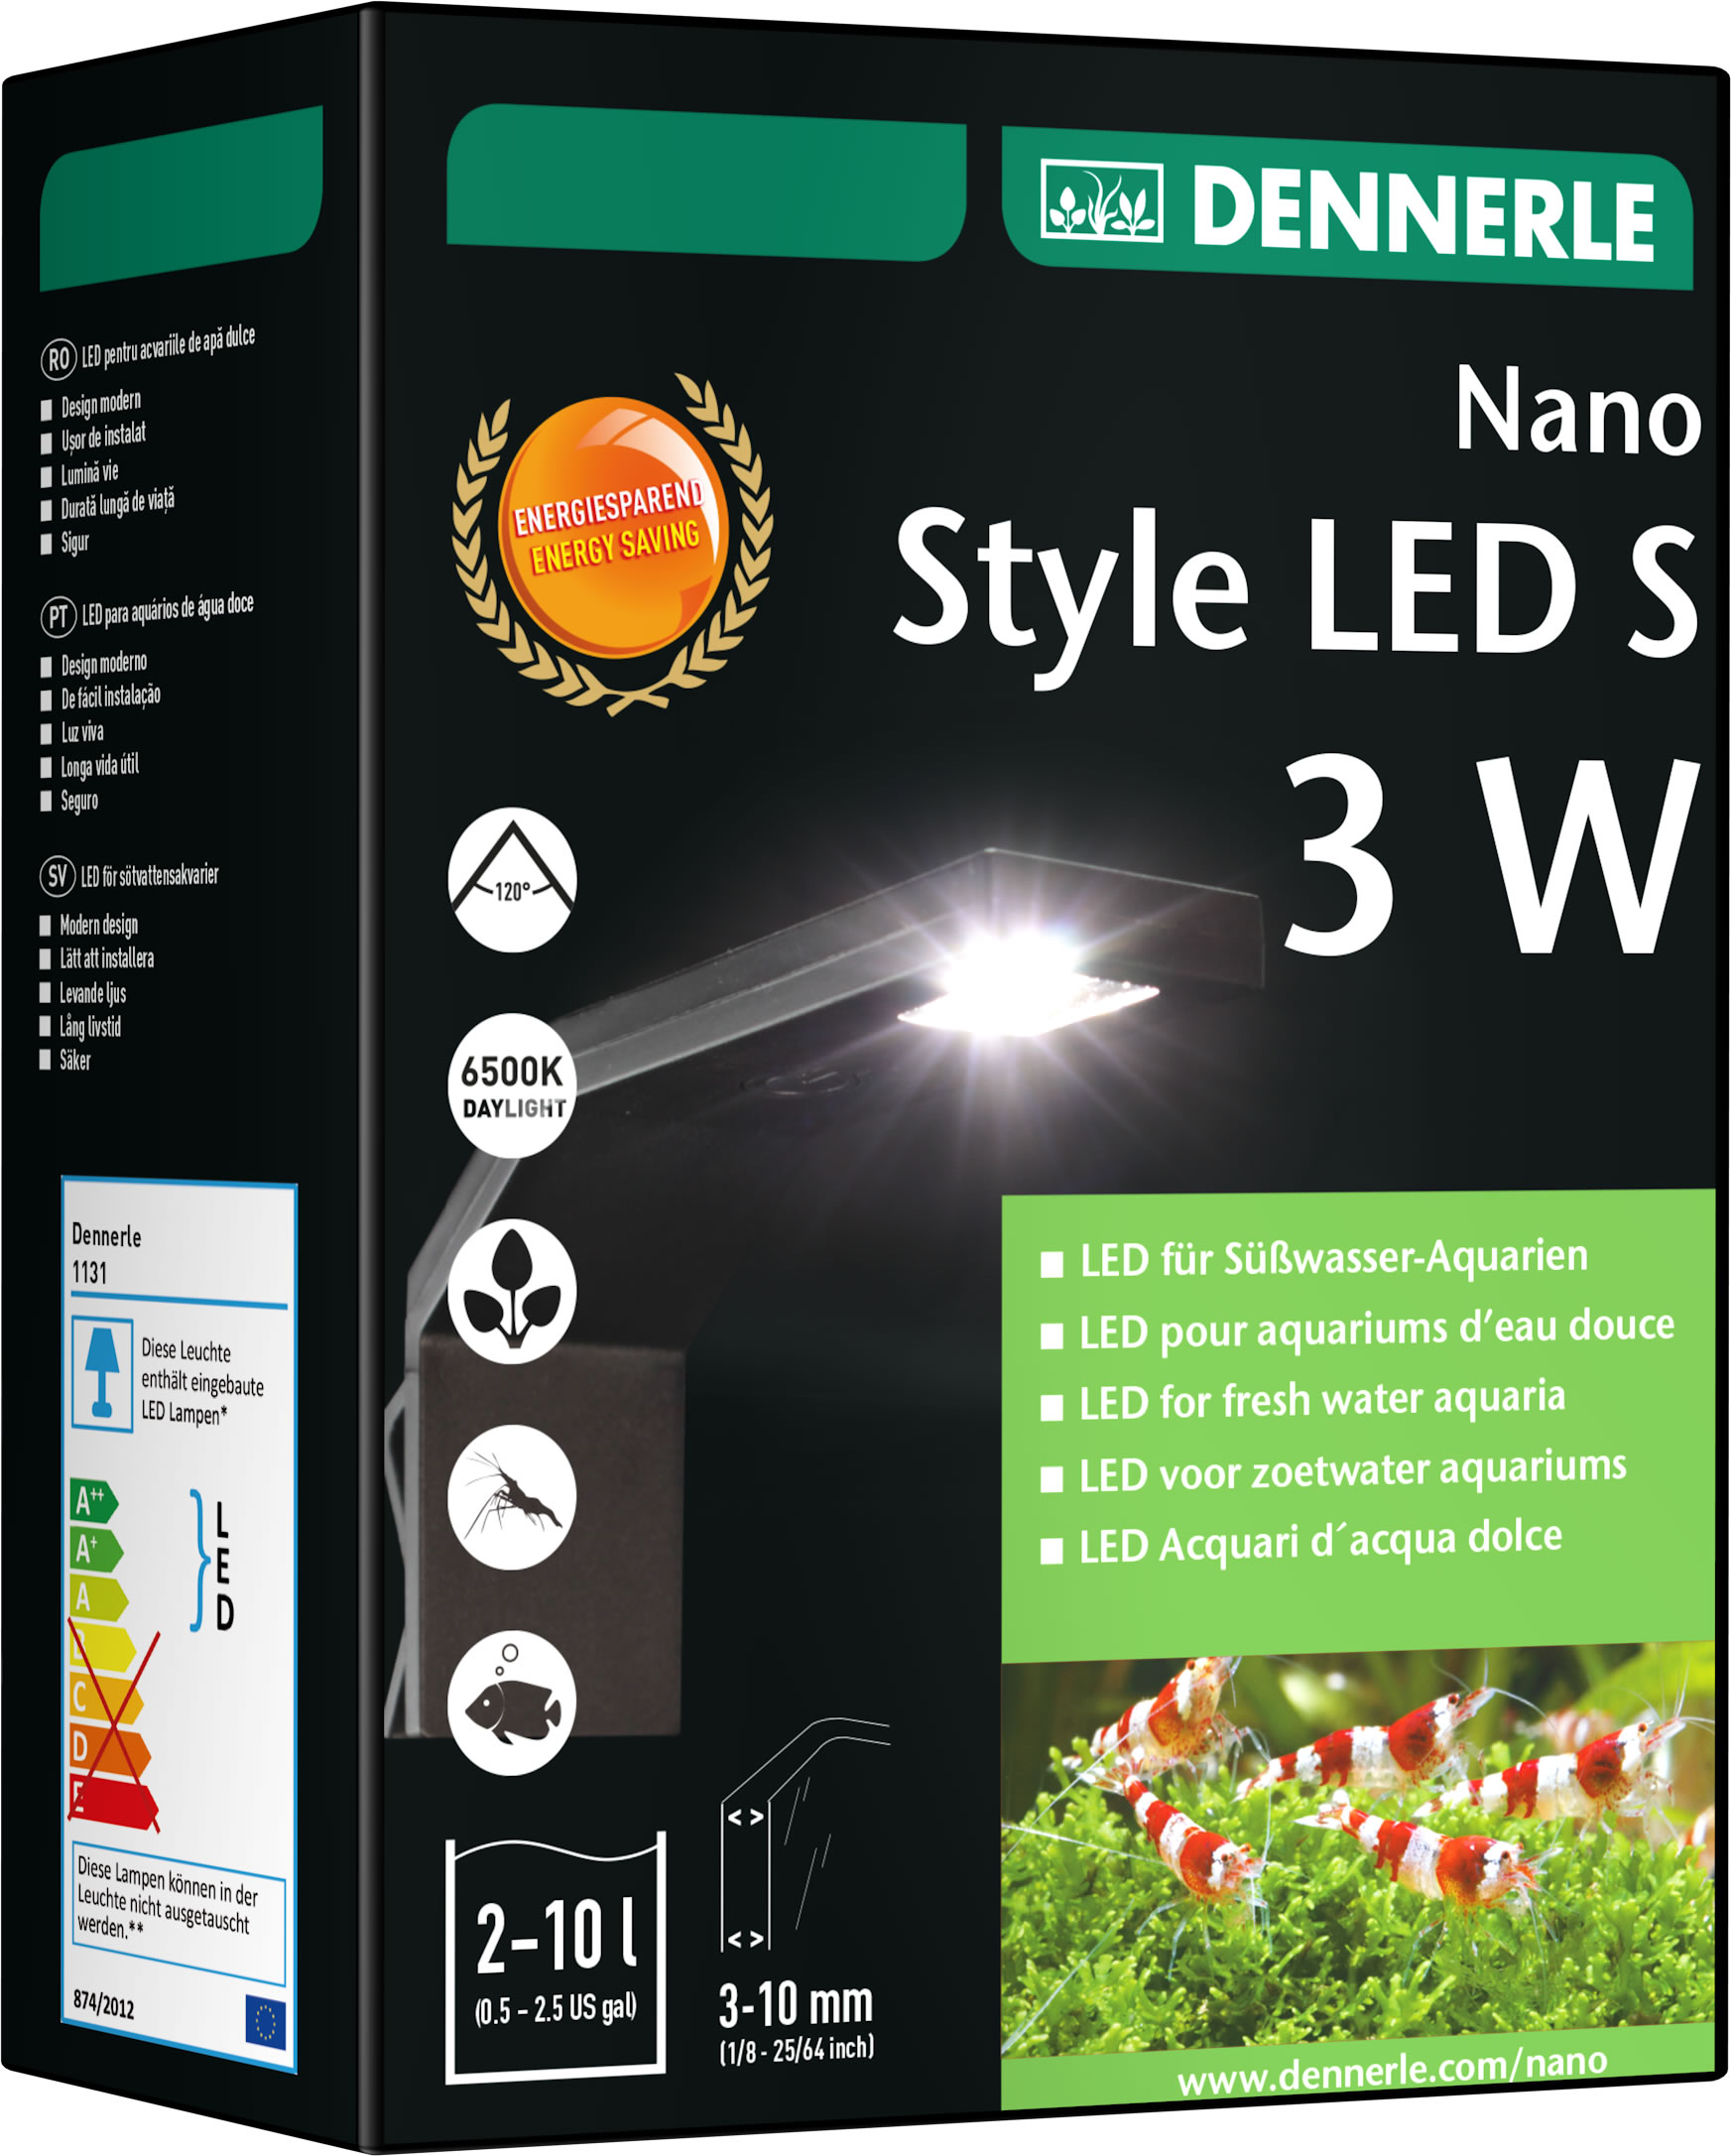 DENNERLE
Nano
Style LED S
3 W
ENERGIESPAREND
ENERGY SAVING
120°
6500K
DAYLIGHT
LED für Süßwasser-Aquarien
LED pour aquariums d'eau douce
LED for fresh water aquaria
LED voor zoetwater aquariums
LED Acquari d´acqua dolce
2-10 l
(0.5 – 2.5 US gal)
< >
< >
3-10 mm
(1/8 - 25/64 inch)
www.dennerle.com/nano
RO LED pentru acvariile de apă dulce
Design modern
Ușor de instalat
Lumină vie
Durată lungă de viață
Sigur
PT LED para aquários de água doce
Design moderno
De fácil instalação
Luz viva
Longa vida útil
Seguro
SV LED för sötvattensakvarier
Modern design
Lätt att installera
Levande ljus
Lång livstid
Säker
Dennerle
1131
Diese Leuchte
enthält eingebaute
LED Lampen*
A++
A+
A
B
C
D
E
L
E
D
Diese Lampen können in der
Leuchte nicht ausgetauscht
werden.**
874/2012